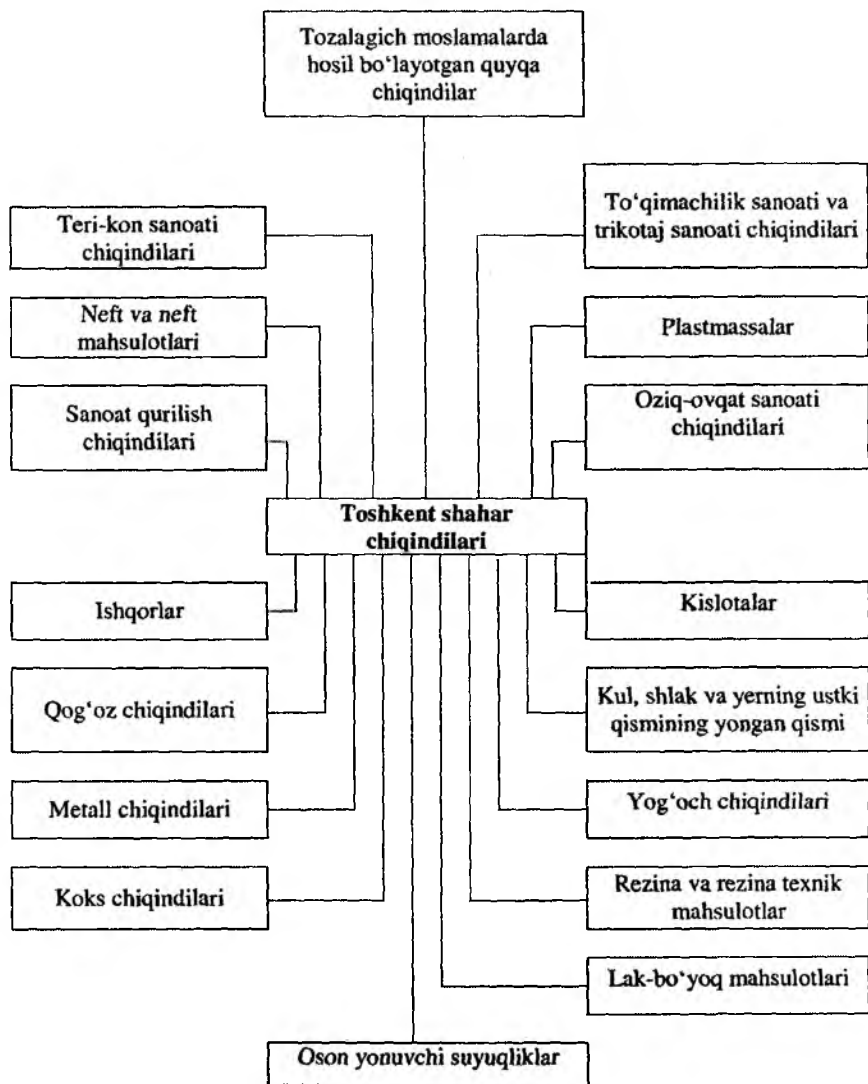 Tozalagich moslamalarda
hosil bo‘layotgan quyqa
chiqindilar
To‘qimachilik sanoati va
trikotaj sanoati chiqindilari
Teri-kon sanoati
chiqindilari
Neft va neft
mahsulotlari
Plastmassalar
Sanoat qurilish
chiqindilari
Oziq-ovqat sanoati
chiqindilari
Toshkent shahar
chiqindilari
Ishqorlar
Kislotalar
Qog‘oz chiqindilari
Kul, shlak va yerning ustki
qismining yongan qismi
Metall chiqindilari
Yog‘och chiqindilari
Koks chiqindilari
Rezina va rezina texnik
mahsulotlar
Lak-bo‘yoq mahsulotlari
Oson yonuvchi suyuqliklar